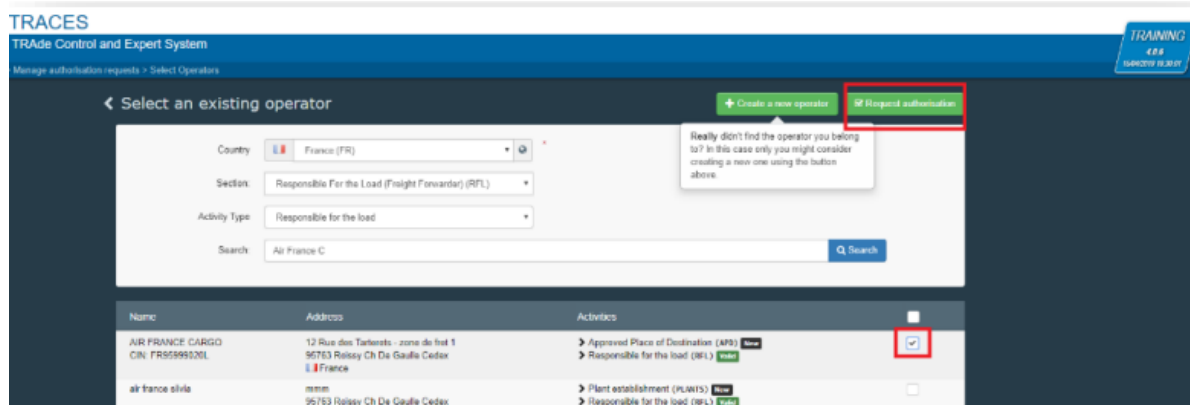 TRACES
TRAde Control and Expert System
TRAINING
Manage authorisation requests > Select Operators
Select an existing operator
Create a new operator
Request authorisation
Really didn't find the operator you belong
to? In this case only you might consider
creating a new one using the button
above.
Country
France (FR)
*
Section:
Responsible For the Load (Freight Forwarder) (RFL)
Activity Type
Responsible for the load
Search:
Air France C
Search
Name Address Activities
AIR FRANCE CARGO 12 Rue des Tarterets - zone de fret 1 Approved Place of Destination (APD) New
CIN: FR95999020L 95763 Roissy Ch De Gaulle Cedex Responsible for the load (RFL) Valid
France
air france silvia mmm Plant establishment (PLANTS) New
95763 Roissy Ch De Gaulle Cedex Responsible for the load (RFL) Valid